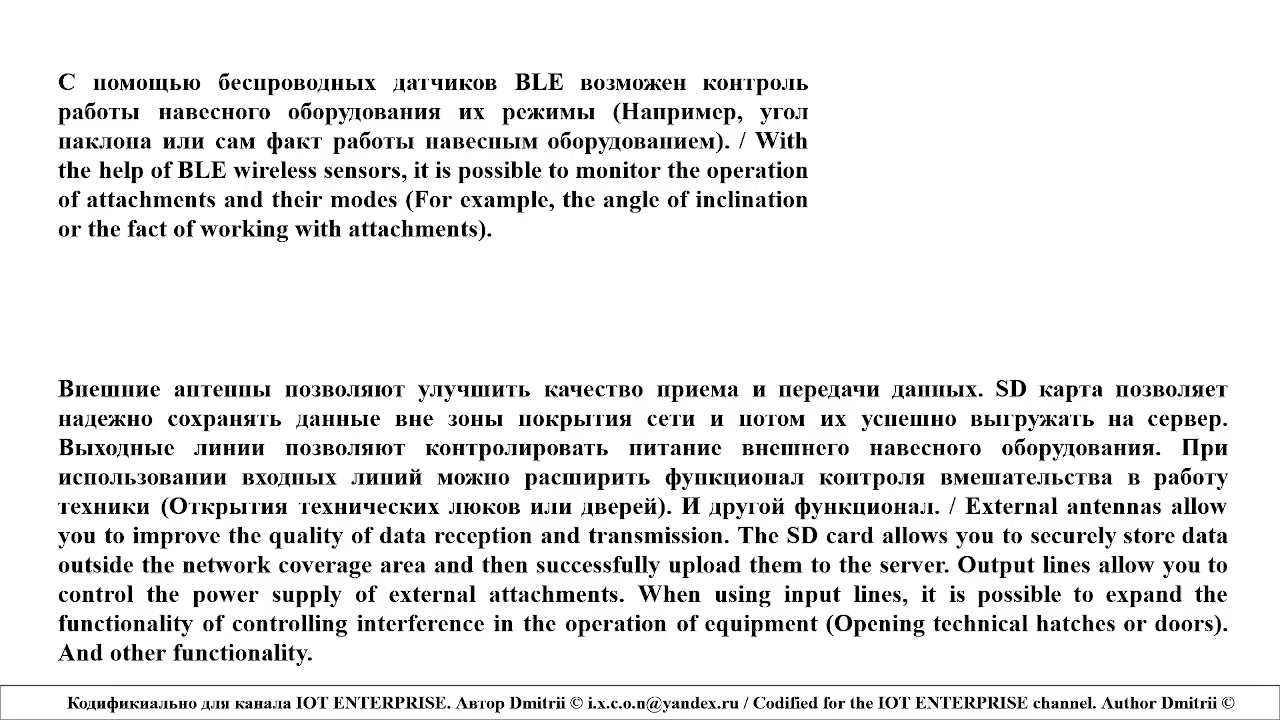 С помощью беспроводных датчиков BLE возможен контроль
работы навесного оборудования их режимы (Например, угол
наклона или сам факт работы навесным оборудованием). / With
the help of BLE wireless sensors, it is possible to monitor the operation
of attachments and their modes (For example, the angle of inclination
or the fact of working with attachments).
Внешние антенны позволяют улучшить качество приема и передачи данных. SD карта позволяет
надежно сохранять данные вне зоны покрытия сети и потом их успешно выгружать на сервер.
Выходные линии позволяют контролировать питание внешнего навесного оборудования. При
использовании входных линий можно расширить функционал контроля вмешательства в работу
техники (Открытия технических люков или дверей). И другой функционал. / External antennas allow
you to improve the quality of data reception and transmission. The SD card allows you to securely store data
outside the network coverage area and then successfully upload them to the server. Output lines allow you to
control the power supply of external attachments. When using input lines, it is possible to expand the
functionality of controlling interference in the operation of equipment (Opening technical hatches or doors).
And other functionality.
Кодификиально для канала IOT ENTERPRISE. Автор Dmitrii © i.x.c.o.n@yandex.ru / Codified for the IOT ENTERPRISE channel. Author Dmitrii ©